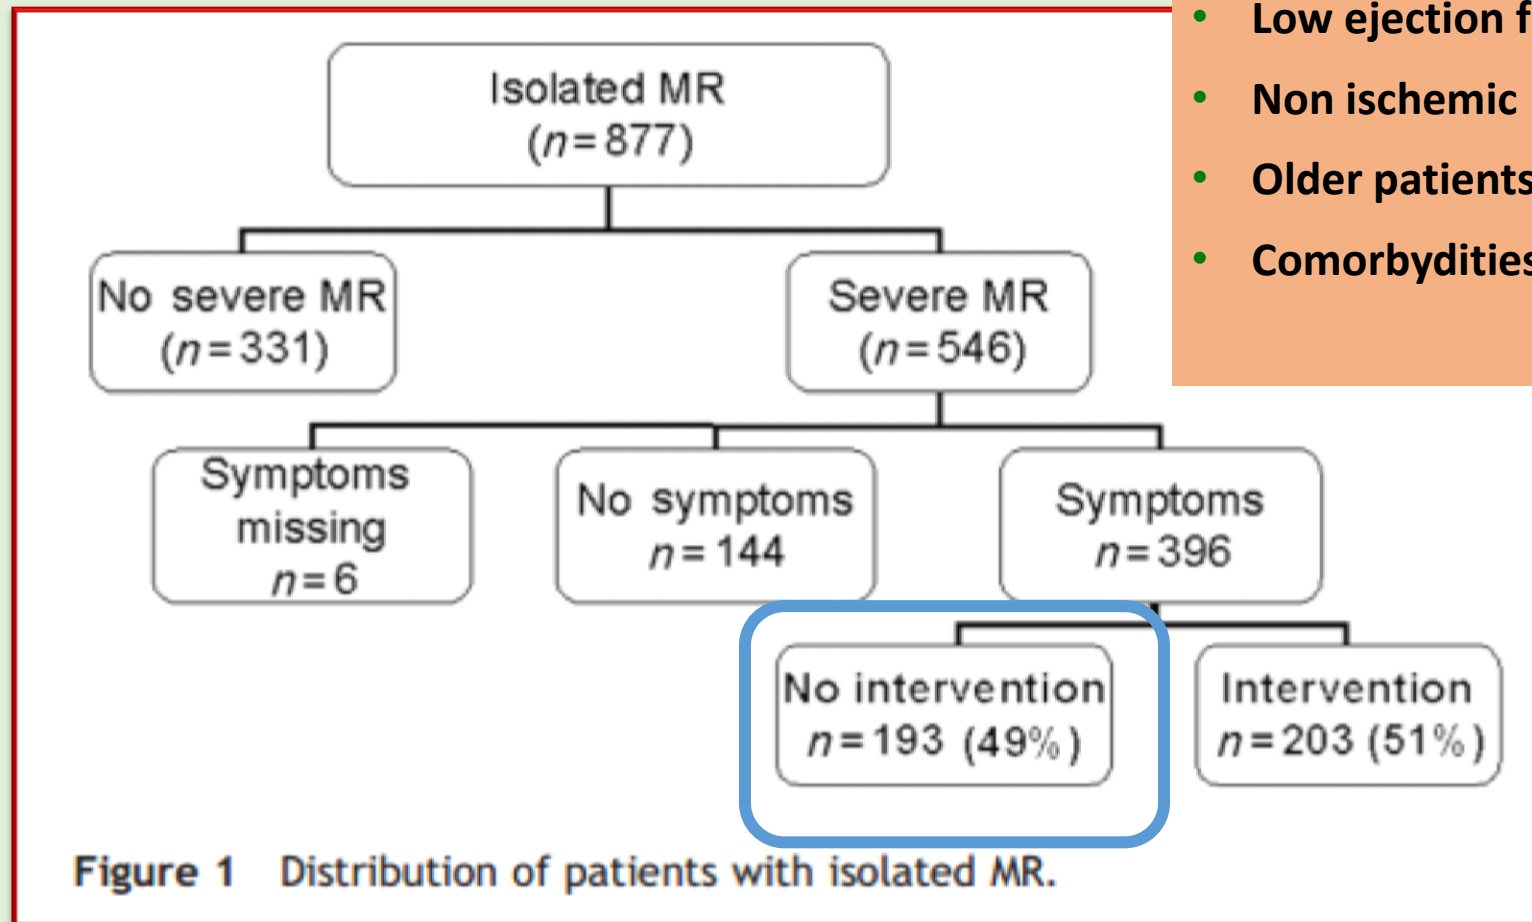 Isolated MR
(n=877)
No severe MR
(n=331)
Severe MR
(n=546)
Symptoms
missing
n=6
No symptoms
n=144
Symptoms
n=396
No intervention
n=193 (49%)
Intervention
n=203 (51%)
Figure 1 Distribution of patients with isolated MR.
• Low ejection f
• Non ischemic
• Older patients
• Comorbydities